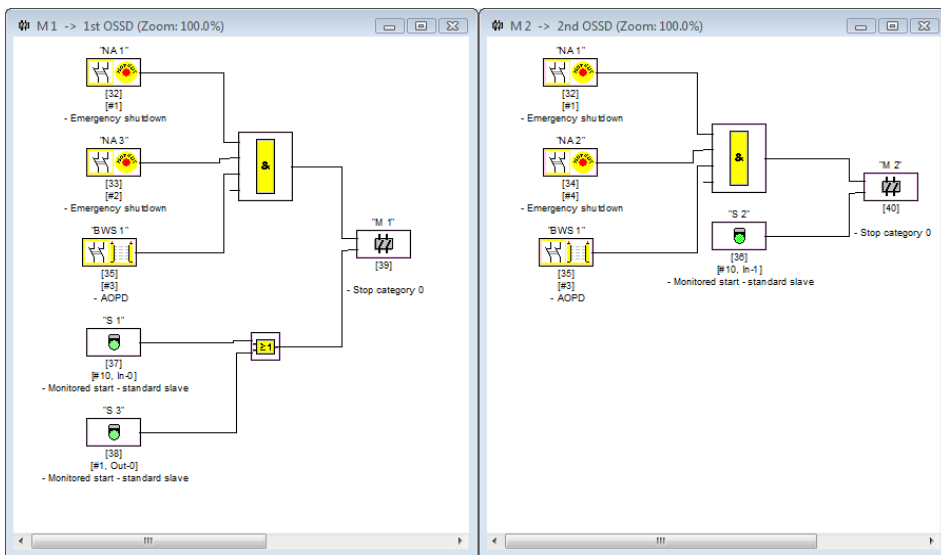 M 1 -> 1st OSSD (Zoom: 100.0%)
"NA 1"
[32]
[#1]
- Emergency shutdown
"NA 3"
&
[33]
[#2]
- Emergency shutdown
"BWS 1"
"M 1"
[35]
[#3]
- AOPD
[39]
- Stop category 0
"S 1"
≥1
[37]
[#10, In-0]
- Monitored start - standard slave
"S 3"
[38]
[#1, Out-0]
- Monitored start - standard slave
M 2 -> 2nd OSSD (Zoom: 100.0%)
"NA 1"
[32]
[#1]
- Emergency shutdown
"NA 2"
&
"M 2"
[34]
[#4]
- Emergency shutdown
[40]
"BWS 1"
"S 2"
- Stop category 0
[35]
[#3]
- AOPD
[36]
[#10, In-1]
- Monitored start - standard slave